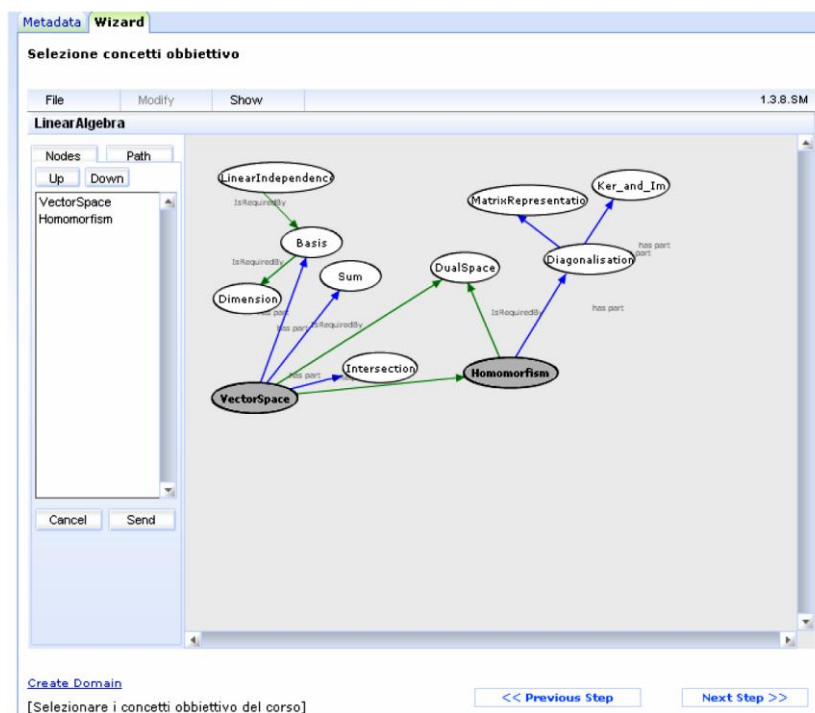 Metadata Wizard
Selezione concetti obbiettivo
File Modify Show 1.3.8.SM
LinearAlgebra
Nodes Path
Up Down
VectorSpace
Homomorfism
Cancel Send
LinearIndependenc
IsRequiredBy
Basis
IsRequiredBy
Dimension
has part
Sum
has part
IsRequiredBy
DualSpace
MatrixRepresentatio
Ker_and_Im
has part
part
Diagonalisation
IsRequiredBy
has part
Intersection
has part
VectorSpace
Homomorfism
Create Domain
[Selezionare i concetti obbiettivo del corso]
<< Previous Step Next Step >>